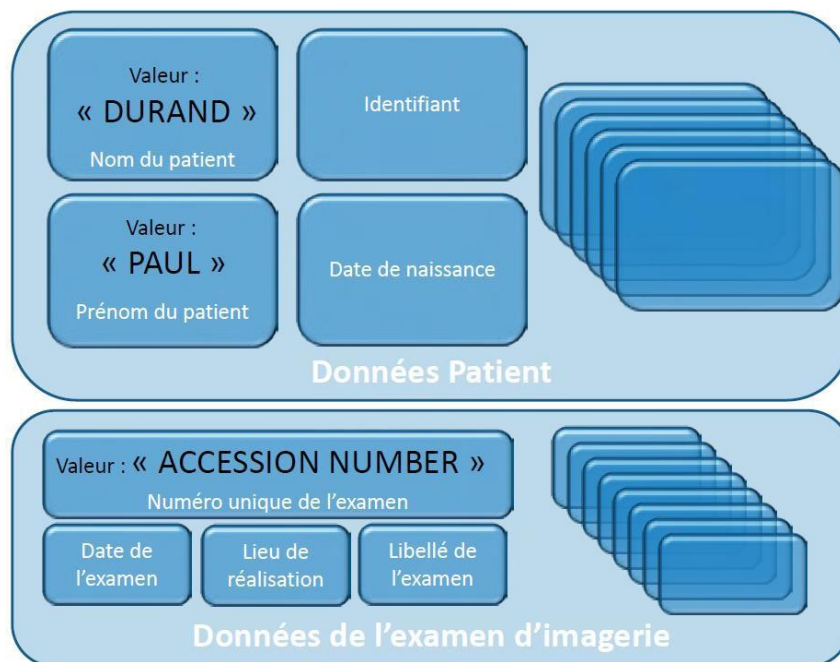 Valeur :
« DURAND »
Nom du patient
Identifiant
Valeur :
« PAUL »
Prénom du patient
Date de naissance
Données Patient
Valeur : « ACCESSION NUMBER »
Numéro unique de l'examen
Date de
l'examen
Lieu de
réalisation
Libellé de
l'examen
Données de l'examen d'imagerie